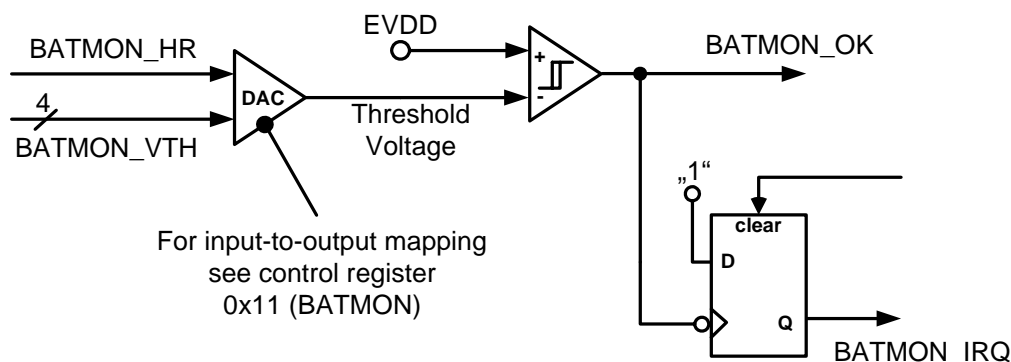 EVDD
BATMON_HR
BATMON_OK
+
DAC
4
-
Threshold
Voltage
BATMON_VTH
„1“
clear
For input-to-output mapping
see control register
0x11 (BATMON)
D
Q
BATMON_IRQ